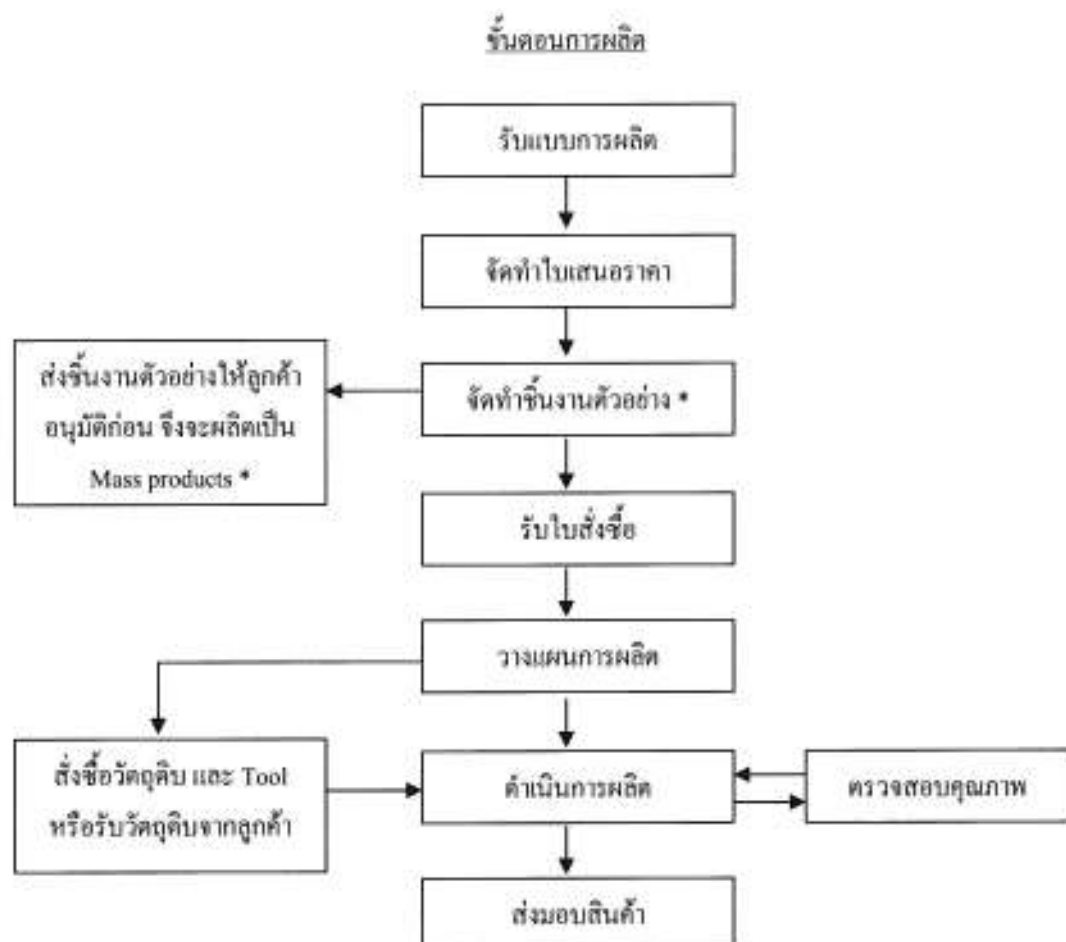 ขั้นตอนการผลิต
รับแบบการผลิต
จัดทำใบเสนอราคา
ส่งชิ้นงานตัวอย่างให้ลูกค้า
อนุมัติก่อน จึงจะผลิตเป็น
Mass products *
จัดทำชิ้นงานตัวอย่าง *
รับใบสั่งซื้อ
วางแผนการผลิต
สั่งซื้อวัตถุดิบ และ Tool
หรือรับวัตถุดิบจากลูกค้า
ดำเนินการผลิต
ตรวจสอบคุณภาพ
ส่งมอบสินค้า